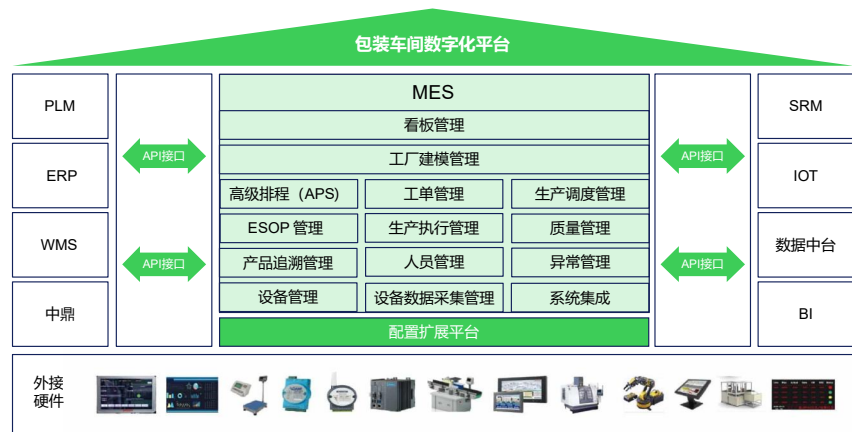 包装车间数字化平台
PLM
ERP
WMS
中鼎
API接口
API接口
MES
看板管理
工厂建模管理
高级排程（APS）
工单管理
生产调度管理
ESOP 管理
生产执行管理
质量管理
产品追溯管理
人员管理
异常管理
设备管理
设备数据采集管理
系统集成
配置扩展平台
API接口
API接口
SRM
IOT
数据中台
BI
外接
硬件